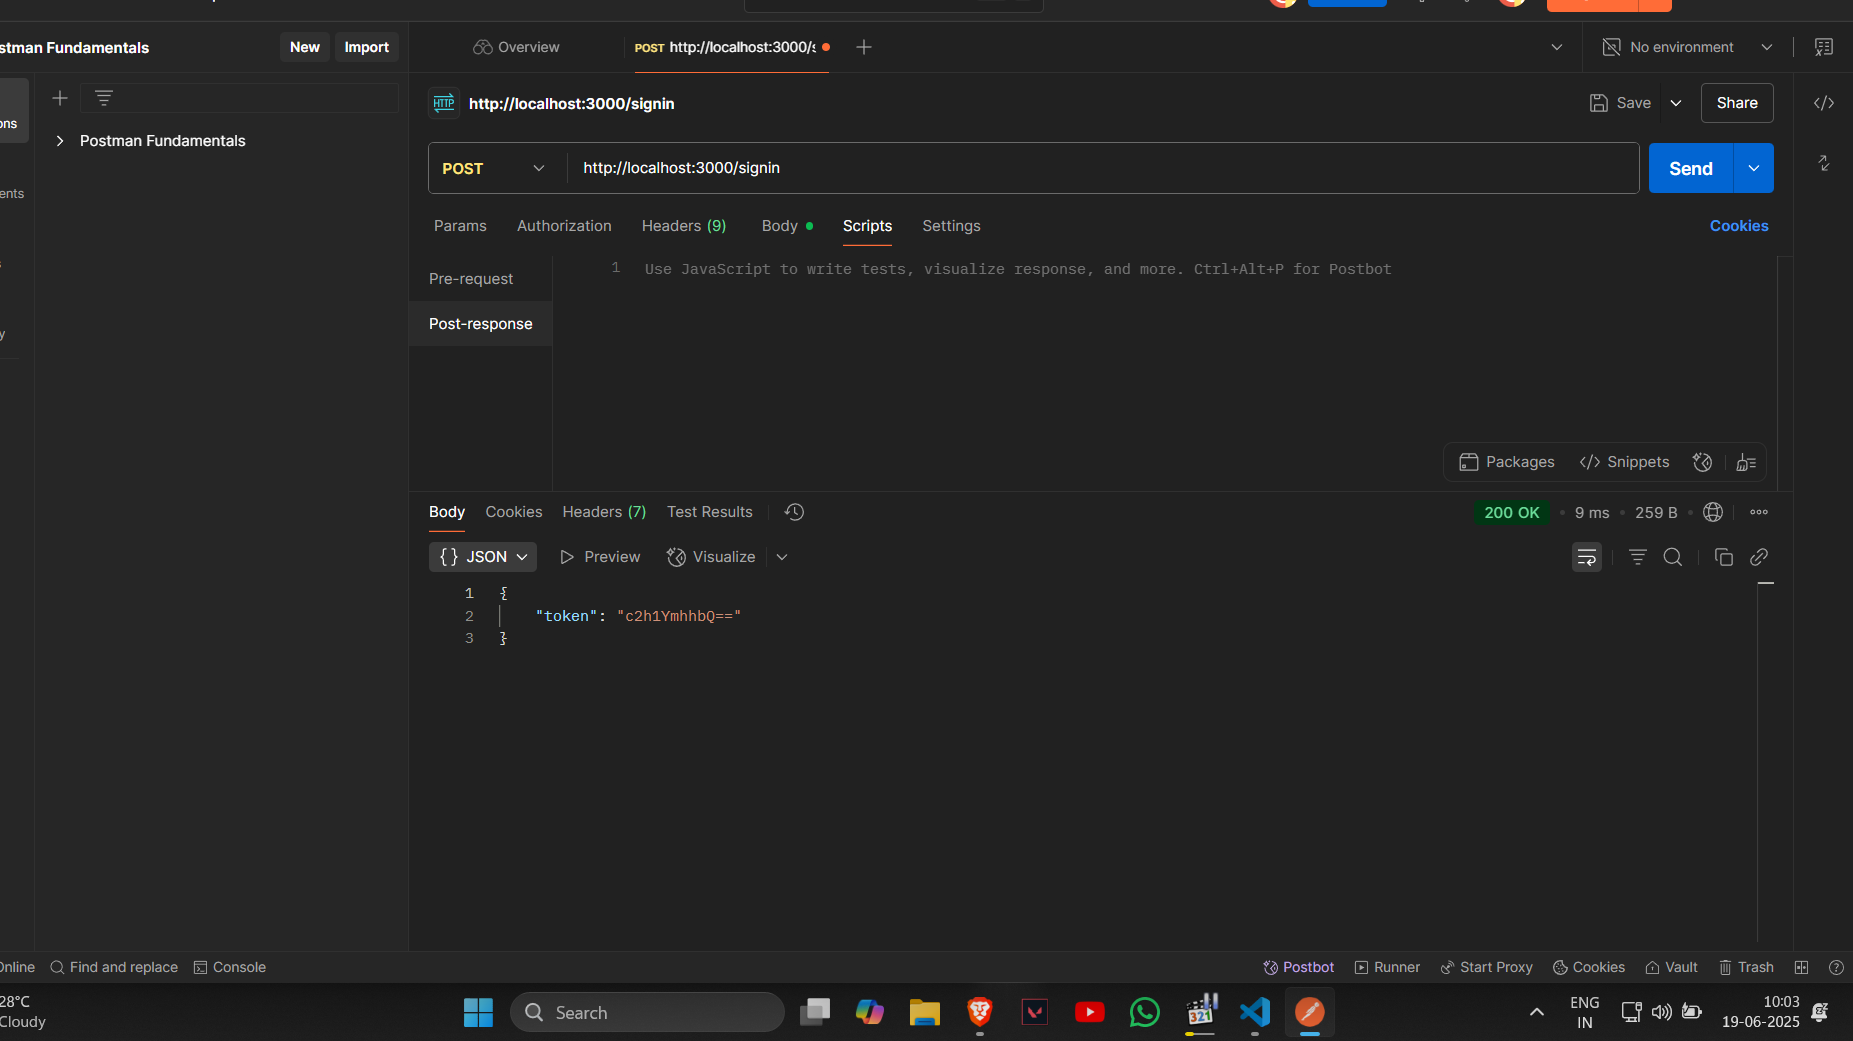 stman Fundamentals
New
Import
Overview
POST http://localhost:3000/s
No environment
ons
Postman Fundamentals
ents
s
y
HTTP
http://localhost:3000/signin
Save
Share
POST
http://localhost:3000/signin
Send
Params
Authorization
Headers (9)
Body
Scripts
Settings
Cookies
Pre-request
Post-response
1
Use JavaScript to write tests, visualize response, and more. Ctrl+Alt+P for Postbot
Packages
Snippets
Body
Cookies
Headers (7)
Test Results
200 OK
9 ms
259 B
{} JSON
Preview
Visualize
1 {
2 "token": "c2h1YmhhbQ=="
3 }
Online
Find and replace
Console
Postbot
Runner
Start Proxy
Cookies
Vault
Trash
28°C
Cloudy
Search
321
ENG
IN
10:03
19-06-2025